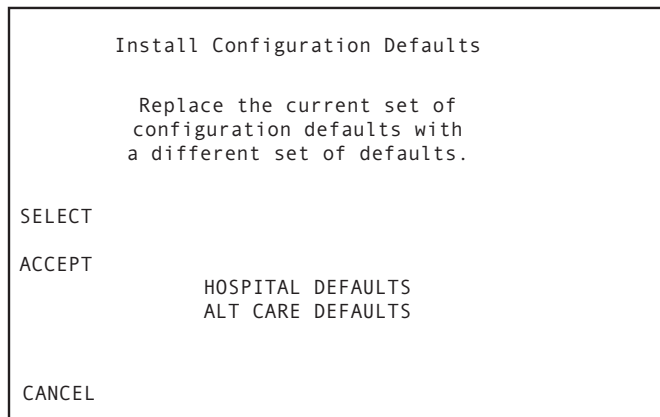 Install Configuration Defaults
Replace the current set of
configuration defaults with
a different set of defaults.
SELECT
ACCEPT
HOSPITAL DEFAULTS
ALT CARE DEFAULTS
CANCEL